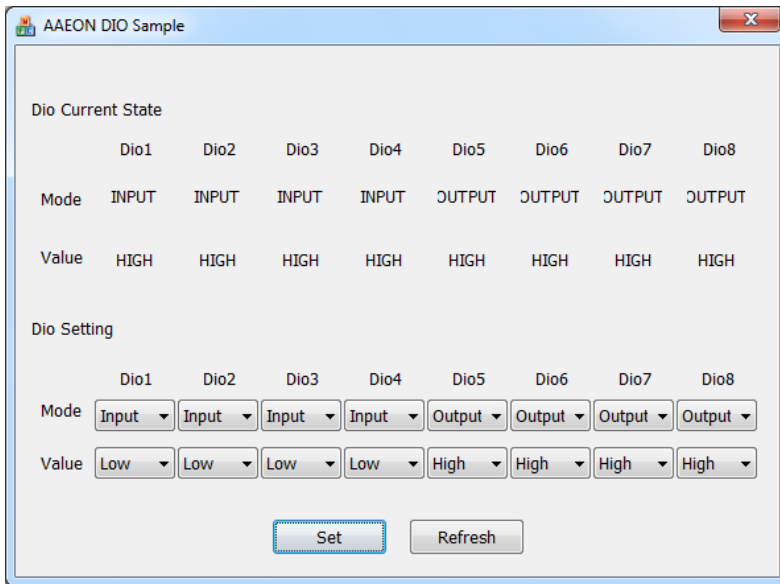 AAEON DIO Sample
Dio Current State
Dio1 Dio2 Dio3 Dio4 Dio5 Dio6 Dio7 Dio8
Mode INPUT INPUT INPUT INPUT OUTPUT OUTPUT OUTPUT OUTPUT
Value HIGH HIGH HIGH HIGH HIGH HIGH HIGH HIGH
Dio Setting
Dio1 Dio2 Dio3 Dio4 Dio5 Dio6 Dio7 Dio8
Mode Input Input Input Input Output Output Output Output
Value Low Low Low Low High High High High
Set Refresh